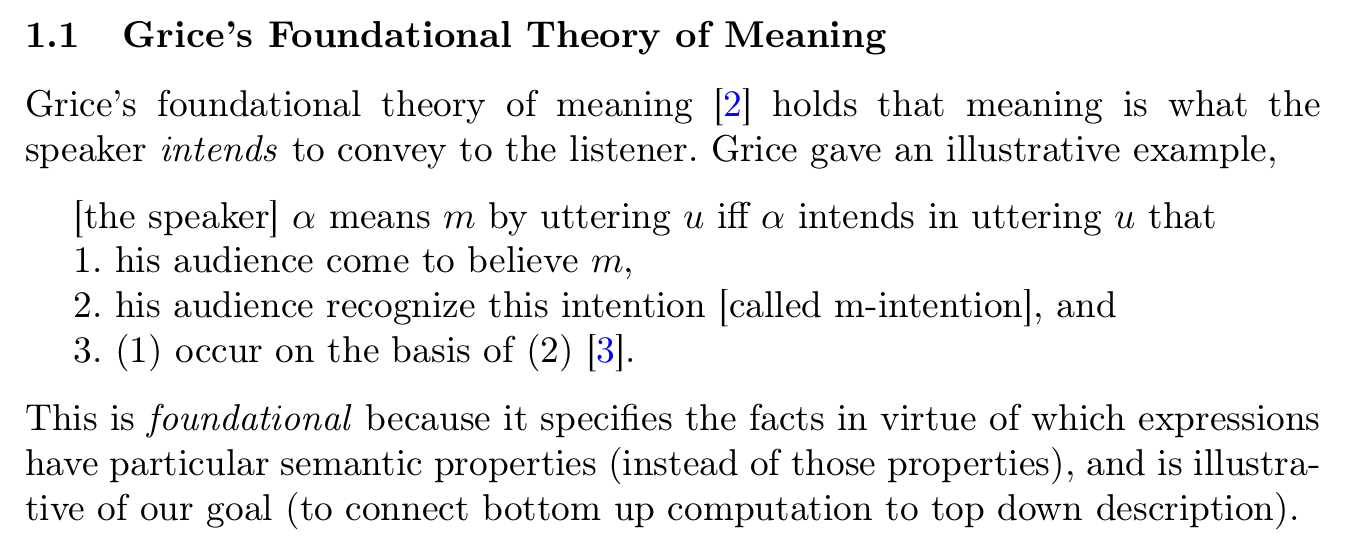 1.1 Grice's Foundational Theory of Meaning
Grice's foundational theory of meaning [2] holds that meaning is what the
speaker intends to convey to the listener. Grice gave an illustrative example,
[the speaker] α means m by uttering u iff α intends in uttering u that
1. his audience come to believe m,
2. his audience recognize this intention [called m-intention], and
3. (1) occur on the basis of (2) [3].
This is foundational because it specifies the facts in virtue of which expressions
have particular semantic properties (instead of those properties), and is illustra-
tive of our goal (to connect bottom up computation to top down description).